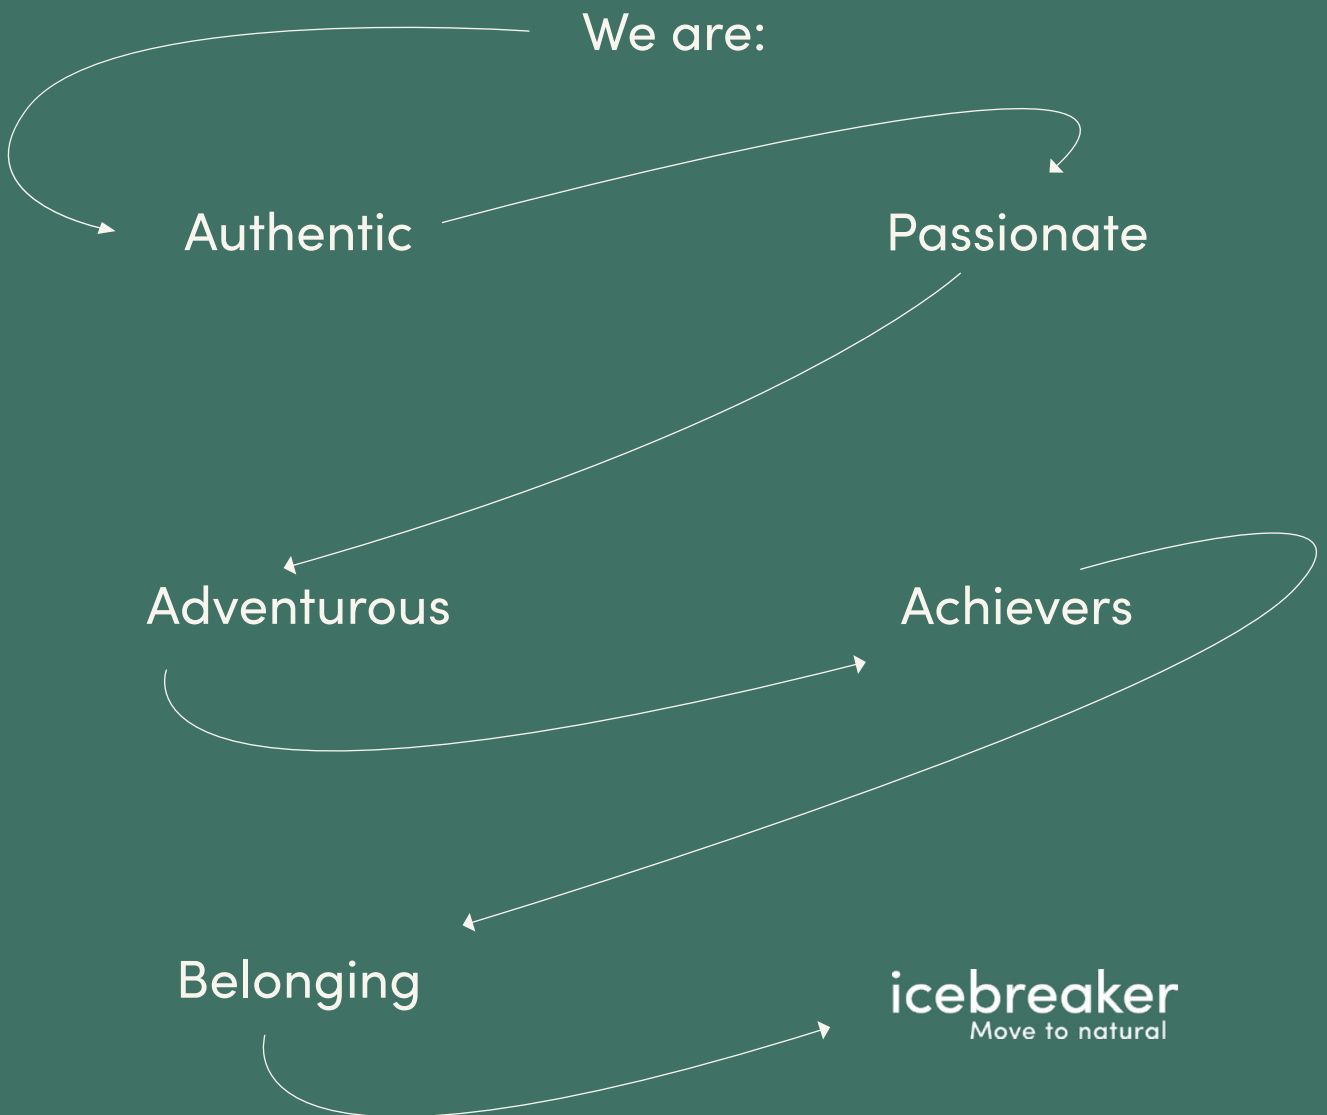 We are:
Authentic
Passionate
Adventurous
Achievers
Belonging
icebreaker
Move to natural